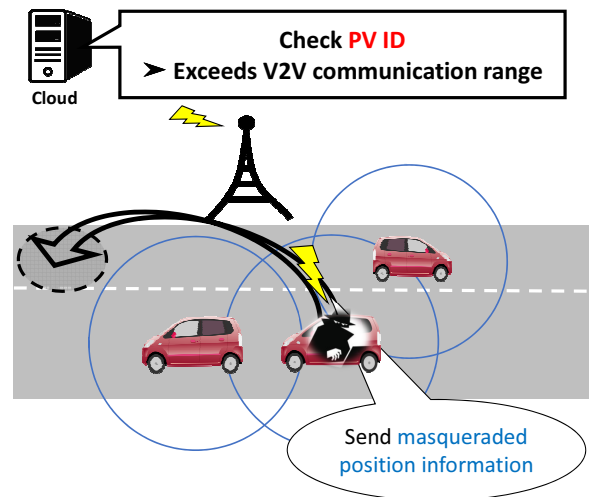 Check PV ID
➤ Exceeds V2V communication range
Cloud
Send masqueraded
position information